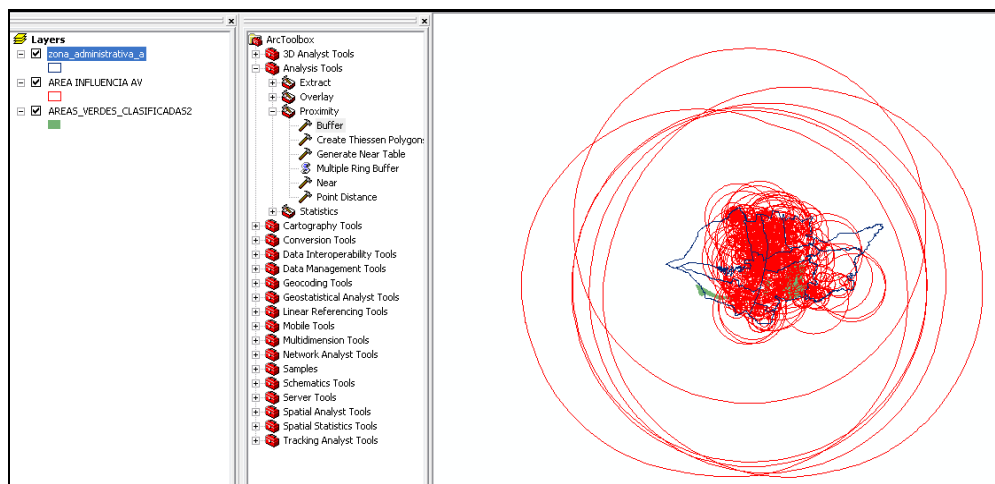 Layers
zona_administrativa_a
AREA INFLUENCIA AV
AREAS_VERDES_CLASIFICADAS2
ArcToolbox
3D Analyst Tools
Analysis Tools
Extract
Overlay
Proximity
Buffer
Create Thiessen Polygons
Generate Near Table
Multiple Ring Buffer
Near
Point Distance
Statistics
Cartography Tools
Conversion Tools
Data Interoperability Tools
Data Management Tools
Geocoding Tools
Geostatistical Analyst Tools
Linear Referencing Tools
Mobile Tools
Multidimension Tools
Network Analyst Tools
Samples
Schematics Tools
Server Tools
Spatial Analyst Tools
Spatial Statistics Tools
Tracking Analyst Tools